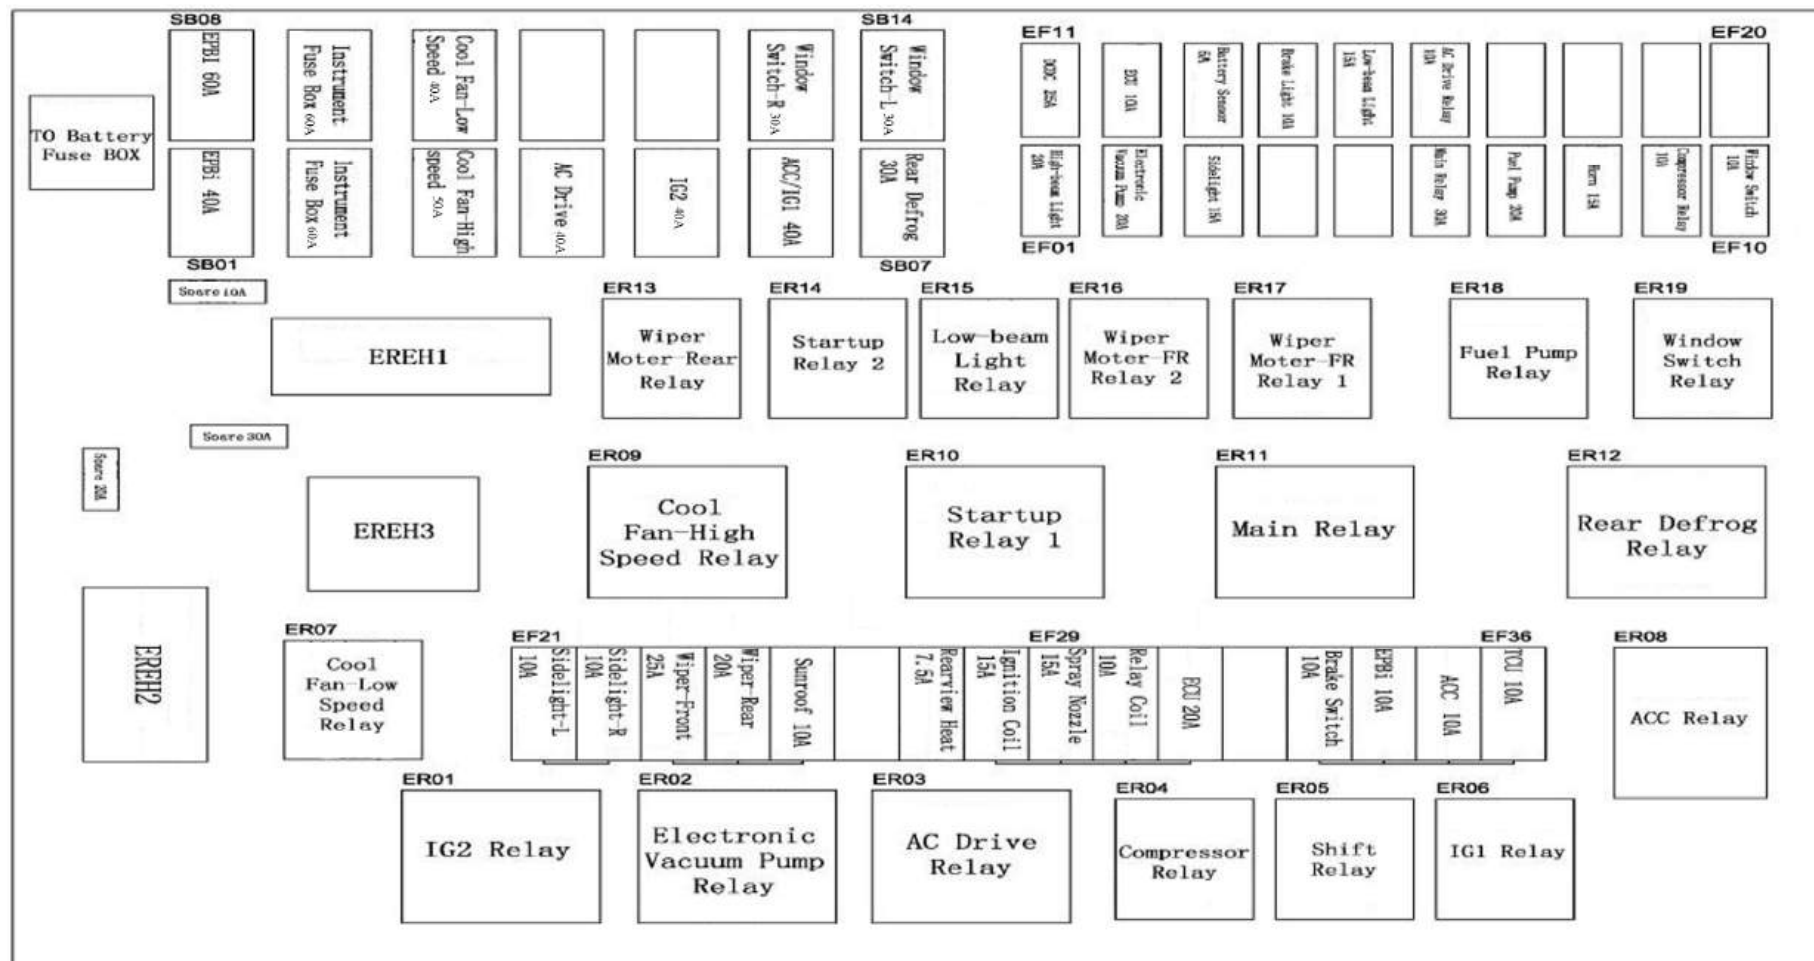 SB08
SB14
EPBI 60A
Instrument
Fuse Box 60A
Cool Fan-Low
Speed 40A
Window
Switch-R 30A
Window
Switch-L 30A
EF11
EF20
DCDC 25A
ECU 10A
Battery Sensor
5A
Brake Light 10A
Low-beam Light
15A
AC Drive Relay
10A
TO Battery
Fuse BOX
EPBi 40A
Instrument
Fuse Box 60A
Cool Fan-High
speed 50A
AC Drive 40A
IG2 40A
ACC/IG1 40A
Rear Defrog
30A
High-beam Light
20A
Electronic
Vacuum Pump 20A
Sidelight 15A
Main Relay 30A
Fuel Pump 20A
Horn 15A
Compressor Relay
10A
Window Switch
10A
SB01
SB07
EF01
EF10
Soare 10A
EREH1
ER13
Wiper
Moter-Rear
Relay
ER14
Startup
Relay 2
ER15
Low-beam
Light
Relay
ER16
Wiper
Moter-FR
Relay 2
ER17
Wiper
Moter-FR
Relay 1
ER18
Fuel Pump
Relay
ER19
Window
Switch
Relay
Soare 30A
Soare 20A
EREH3
ER09
Cool
Fan-High
Speed Relay
ER10
Startup
Relay 1
ER11
Main Relay
ER12
Rear Defrog
Relay
EREH2
ER07
Cool
Fan-Low
Speed
Relay
EF21
EF29
EF36
Sidelight-L
10A
Sidelight-R
10A
Wiper-Front
25A
Wiper-Rear
20A
Sunroof 10A
Rearview Heat
7.5A
Ignition Coil
15A
Spray Nozzle
15A
Relay Coil
10A
ECU 20A
Brake Switch
10A
EPBi 10A
ACC 10A
TCU 10A
ER08
ACC Relay
ER01
IG2 Relay
ER02
Electronic
Vacuum Pump
Relay
ER03
AC Drive
Relay
ER04
Compressor
Relay
ER05
Shift
Relay
ER06
IG1 Relay